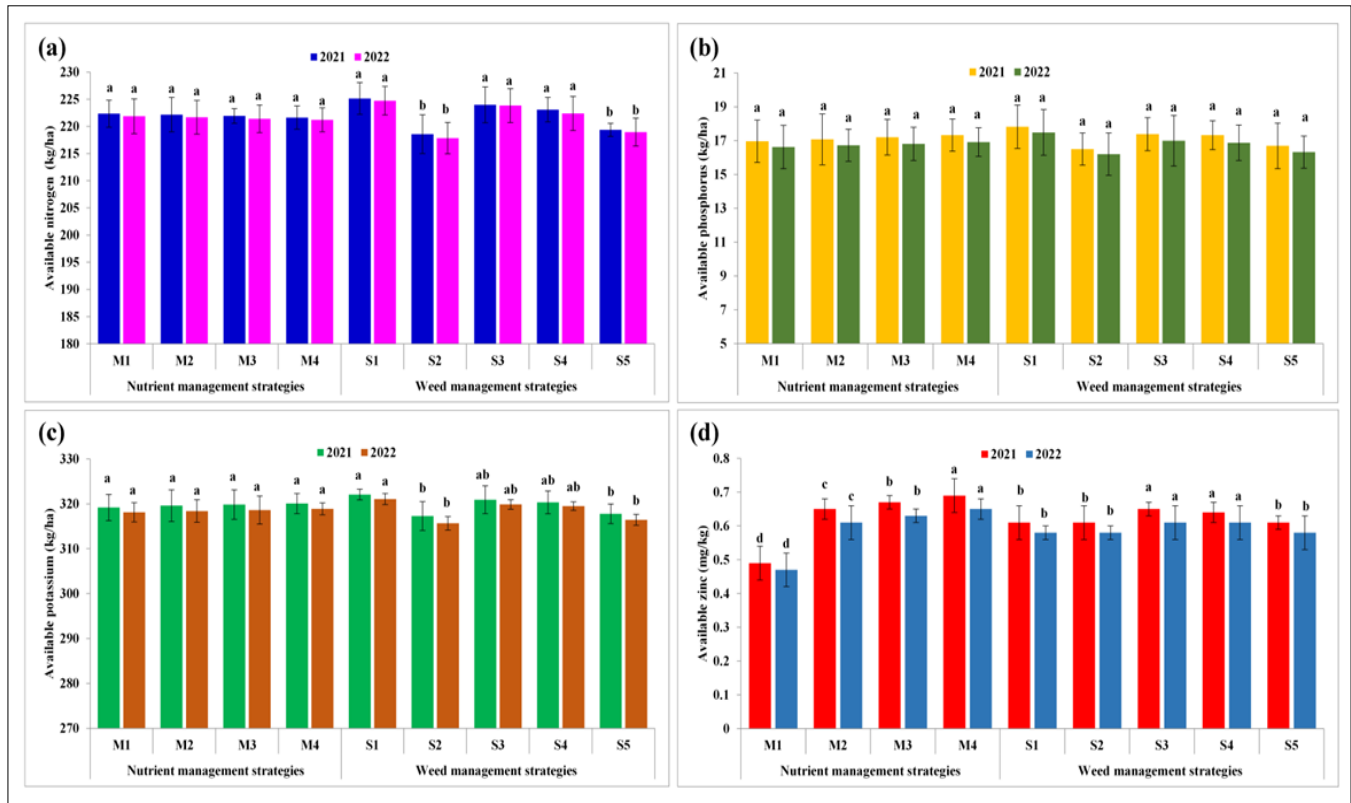 (a)
2021 2022
Available nitrogen (kg/ha)
230
225
220
215
210
205
200
195
190
185
180
a a a a a a a a a a b b a a a a b b
M1 M2 M3 M4 S1 S2 S3 S4 S5
Nutrient management strategies Weed management strategies
(b)
2021 2022
Available phosphorus (kg/ha)
21
19
17
15
13
11
9
7
5
a a a a a a a a a a a a a a a a a a
M1 M2 M3 M4 S1 S2 S3 S4 S5
Nutrient management strategies Weed management strategies
(c)
2021 2022
Available potassium (kg/ha)
330
320
310
300
290
280
270
a a a a a a a a a a b b ab ab ab ab b b
M1 M2 M3 M4 S1 S2 S3 S4 S5
Nutrient management strategies Weed management strategies
(d)
2021 2022
Available zinc (mg/kg)
0.8
0.7
0.6
0.5
0.4
0.3
0.2
0.1
0
d d c c b b a a b b b b a a a a b b
M1 M2 M3 M4 S1 S2 S3 S4 S5
Nutrient management strategies Weed management strategies